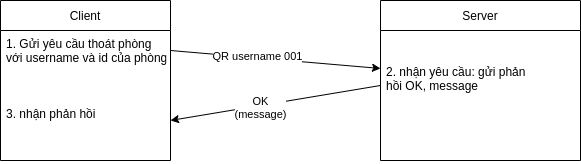 Client
Server
1. Gửi yêu cầu thoát phòng
với username và id của phòng
QR username 001
2. nhận yêu cầu: gửi phản
hồi OK, message
OK
(message)
3. nhận phản hồi